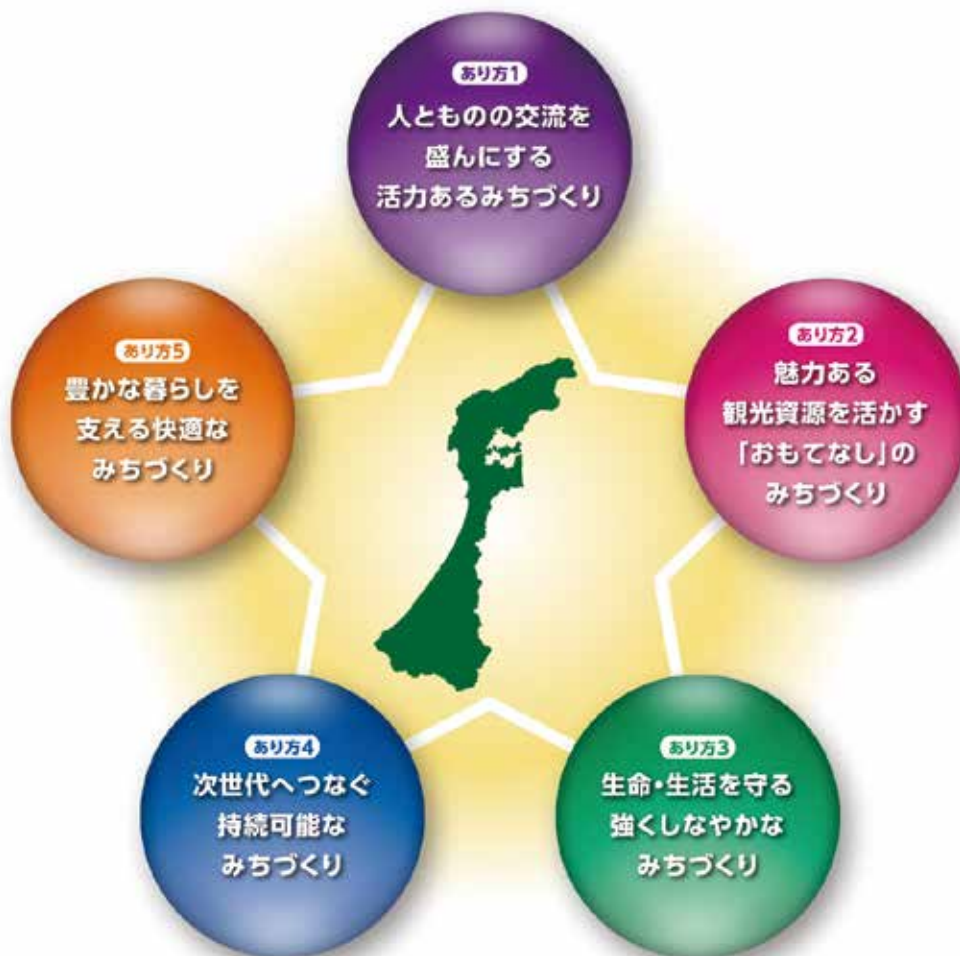 あり方1
人とものの交流を
盛んにする
活力あるみちづくり
あり方2
魅力ある
観光資源を活かす
「おもてなし」の
みちづくり
あり方3
生命・生活を守る
強くしなやかな
みちづくり
あり方4
次世代へつなぐ
持続可能な
みちづくり
あり方5
豊かな暮らしを
支える快適な
みちづくり